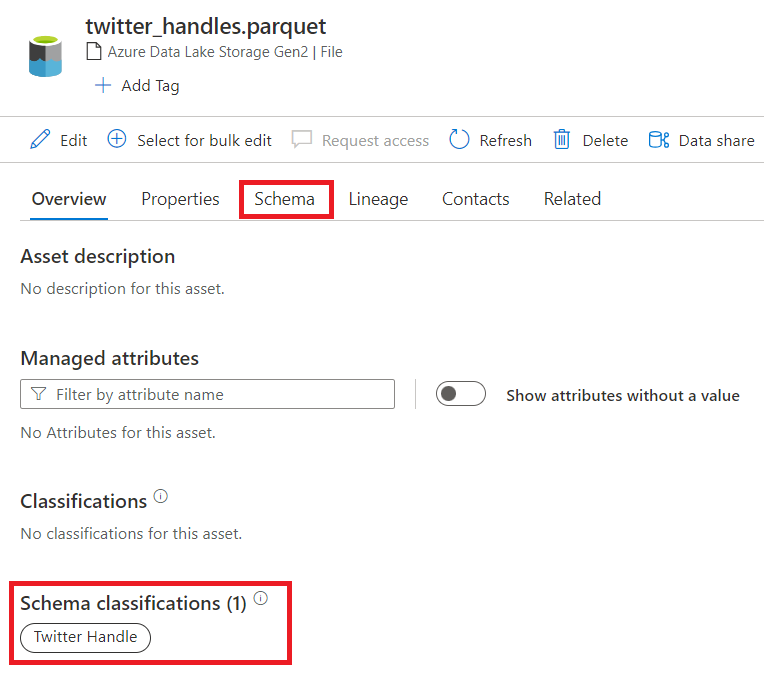 twitter_handles.parquet
Azure Data Lake Storage Gen2 | File
Add Tag
Edit Select for bulk edit Request access Refresh Delete Data share
Overview Properties Schema Lineage Contacts Related
Asset description
No description for this asset.
Managed attributes
Filter by attribute name Show attributes without a value
No Attributes for this asset.
Classifications
No classifications for this asset.
Schema classifications (1)
Twitter Handle